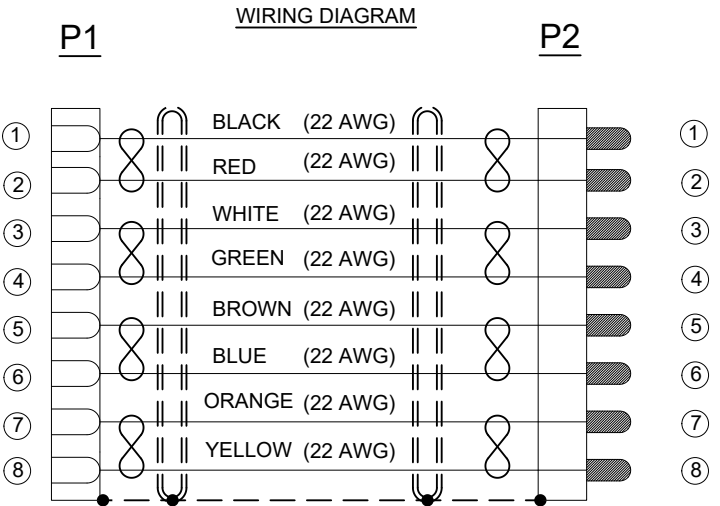 WIRING DIAGRAM
P1 P2
1 BLACK (22 AWG) 1
2 RED (22 AWG) 2
3 WHITE (22 AWG) 3
4 GREEN (22 AWG) 4
5 BROWN (22 AWG) 5
6 BLUE (22 AWG) 6
7 ORANGE (22 AWG) 7
8 YELLOW (22 AWG) 8